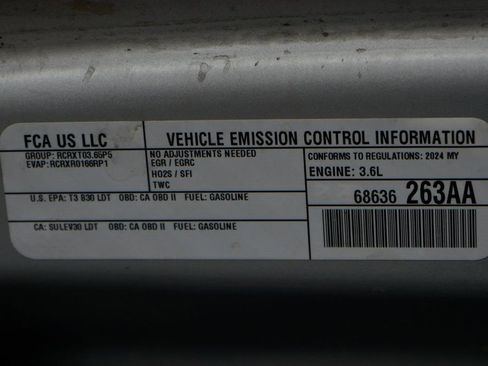 FCA US LLC
GROUP: RCRXT03.65P5
EVAP: RCRXR0166RP1
VEHICLE EMISSION CONTROL INFORMATION
NO ADJUSTMENTS NEEDED
EGR / EGRC
HO2S / SFI
TWC
CONFORMS TO REGULATIONS: 2024 MY
ENGINE: 3.6L
U.S. EPA: T3 B30 LDT OBD: CA OBD II FUEL: GASOLINE
68636 263AA
CA: SULEV30 LDT OBD: CA OBD II FUEL: GASOLINE